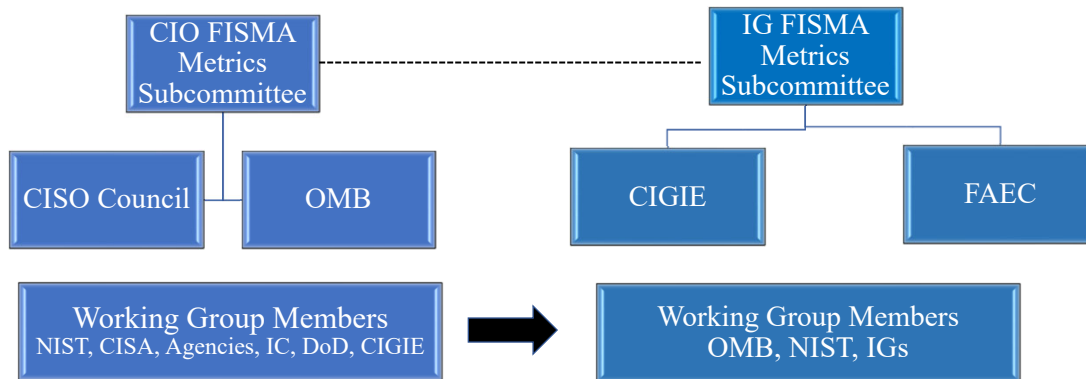 CIO FISMA
Metrics
Subcommittee
IG FISMA
Metrics
Subcommittee
CISO Council
OMB
CIGIE
FAEC
Working Group Members
NIST, CISA, Agencies, IC, DoD, CIGIE
Working Group Members
OMB, NIST, IGs